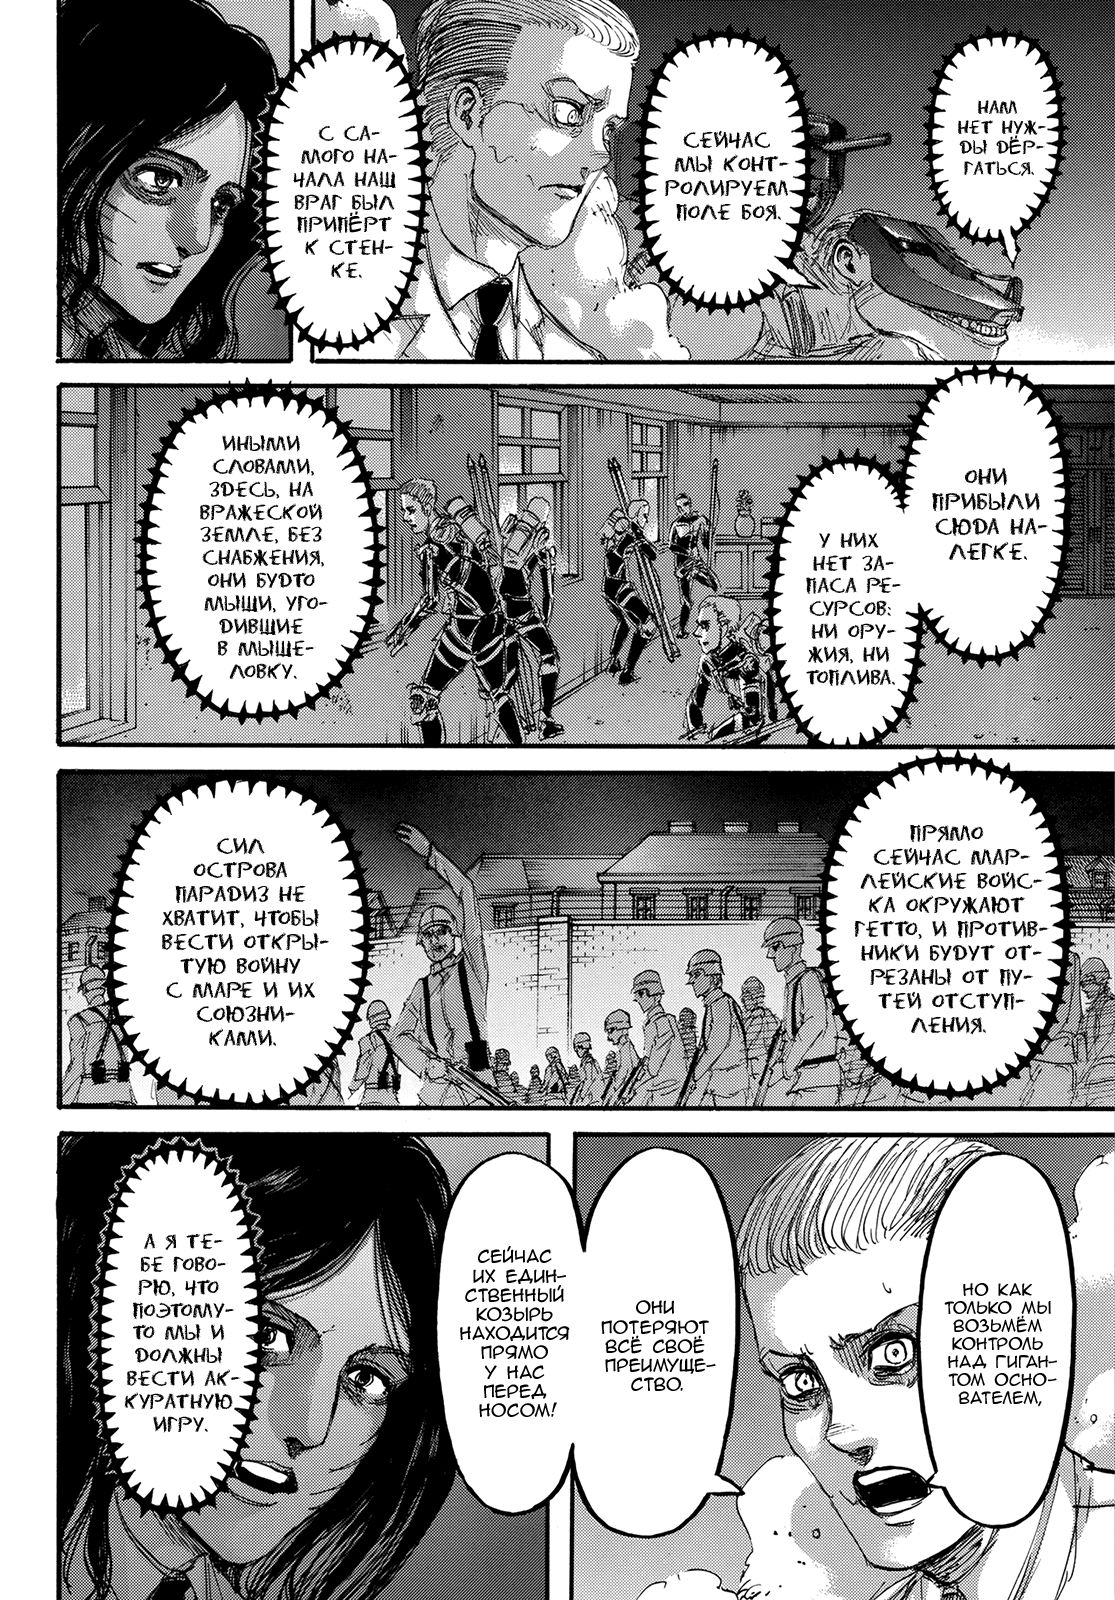 НАМ
НЕТ НУЖ-
ДЫ ДЁР-
ГАТЬСЯ.
СЕЙЧАС
МЫ КОНТ-
РОЛИРУЕМ
ПОЛЕ БОЯ.
С СА-
МОГО НА-
ЧАЛА НАШ
ВРАГ БЫЛ
ПРИПЁРТ
К СТЕН-
КЕ.
ОНИ
ПРИБЫЛИ
СЮДА НА-
ЛЕГКЕ.
У НИХ
НЕТ ЗА-
ПАСА РЕ-
СУРСОВ:
НИ ОРУ-
ЖИЯ, НИ
ТОПЛИВА.
ИНЫМИ
СЛОВАМИ,
ЗДЕСЬ, НА
ВРАЖЕСКОЙ
ЗЕМЛЕ, БЕЗ
СНАБЖЕНИЯ,
ОНИ БУДТО
МЫШИ, УГО-
ДИВШИЕ
В МЫШЕ-
ЛОВКУ.
ПРЯМО
СЕЙЧАС МАР-
ЛЕЙСКИЕ ВОЙС-
КА ОКРУЖАЮТ
ГЕТТО, И ПРОТИВ-
НИКИ БУДУТ ОТ-
РЕЗАНЫ ОТ ПУ-
ТЕЙ ОТСТУП-
ЛЕНИЯ.
СИЛ
ОСТРОВА
ПАРАДИЗ НЕ
ХВАТИТ, ЧТОБЫ
ВЕСТИ ОТКРЫ-
ТУЮ ВОЙНУ
С МАРЕ И ИХ
СОЮЗНИ-
КАМИ.
НО КАК
ТОЛЬКО МЫ
ВОЗЬМЁМ
КОНТРОЛЬ
НАД ГИГАН-
ТОМ ОСНО-
ВАТЕЛЕМ,
ОНИ
ПОТЕРЯЮТ
ВСЁ СВОЁ
ПРЕИМУЩЕ-
СТВО.
СЕЙЧАС
ИХ ЕДИН-
СТВЕННЫЙ
КОЗЫРЬ
НАХОДИТСЯ
ПРЯМО
У НАС
ПЕРЕД
НОСОМ!
А Я ТЕ-
БЕ ГОВО-
РЮ, ЧТО
ПОЭТОМУ-
ТО МЫ И
ДОЛЖНЫ
ВЕСТИ АК-
КУРАТНУЮ
ИГРУ.